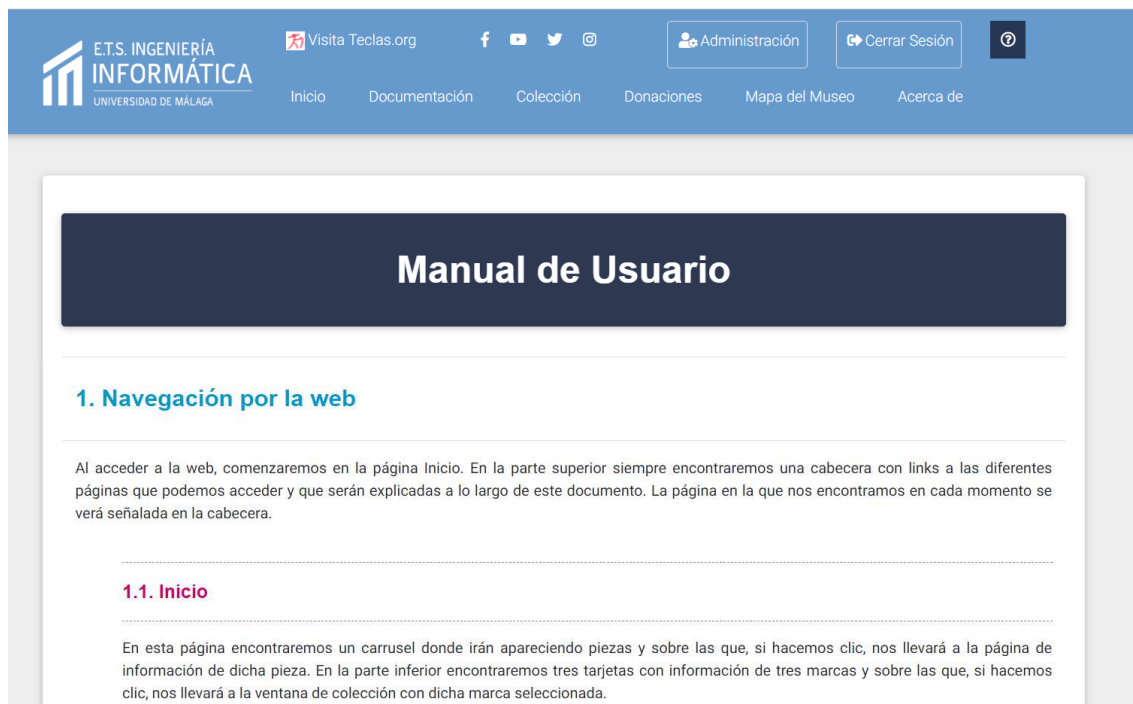 E.T.S. INGENIERÍA
INFORMÁTICA
UNIVERSIDAD DE MÁLAGA
Visita Teclas.org
Administración
Cerrar Sesión
Inicio Documentación Colección Donaciones Mapa del Museo Acerca de
Manual de Usuario
1. Navegación por la web
Al acceder a la web, comenzaremos en la página Inicio. En la parte superior siempre encontraremos una cabecera con links a las diferentes
páginas que podemos acceder y que serán explicadas a lo largo de este documento. La página en la que nos encontramos en cada momento se
verá señalada en la cabecera.
1.1. Inicio
En esta página encontraremos un carrusel donde irán apareciendo piezas y sobre las que, si hacemos clic, nos llevará a la página de
información de dicha pieza. En la parte inferior encontraremos tres tarjetas con información de tres marcas y sobre las que, si hacemos
clic, nos llevará a la ventana de colección con dicha marca seleccionada.